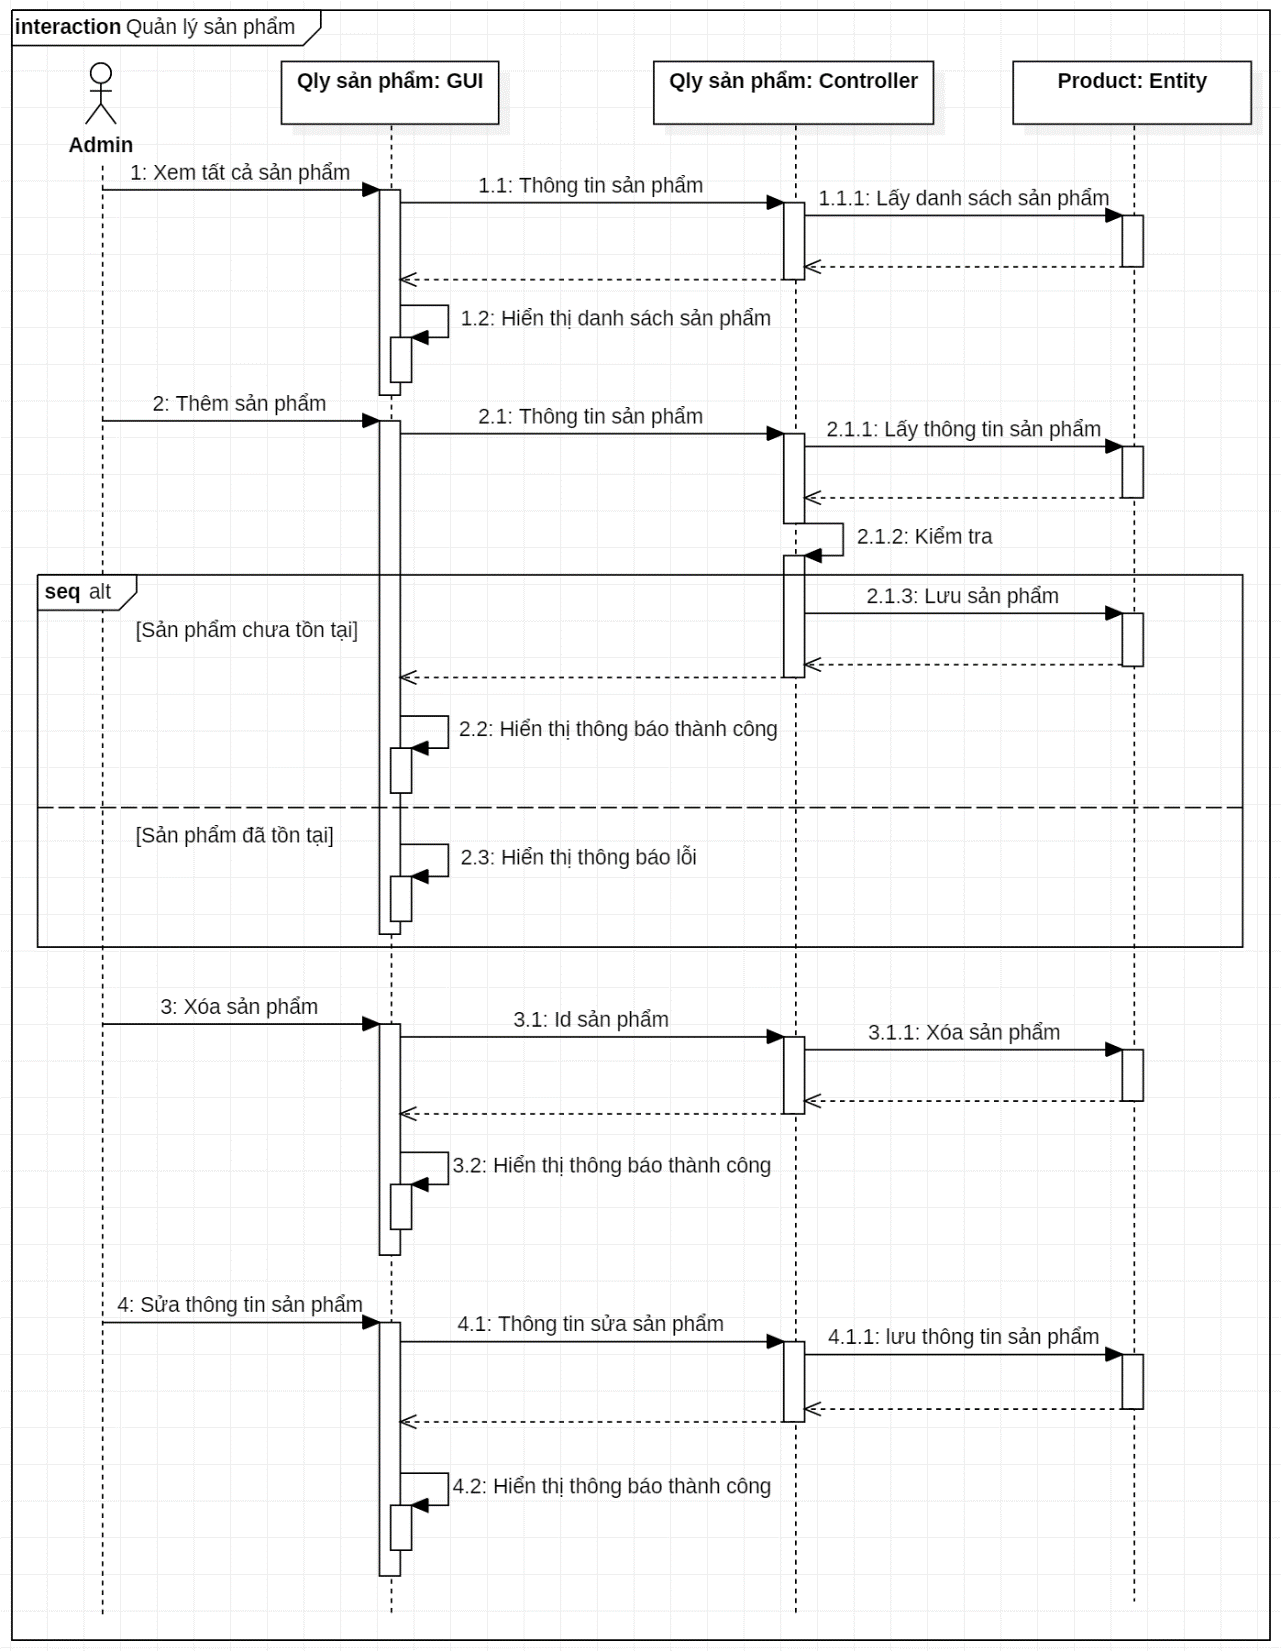 interaction Quản lý sản phẩm
Qly sản phẩm: GUI
Qly sản phẩm: Controller
Product: Entity
Admin
1: Xem tất cả sản phẩm
1.1: Thông tin sản phẩm
1.1.1: Lấy danh sách sản phẩm
1.2: Hiển thị danh sách sản phẩm
2: Thêm sản phẩm
2.1: Thông tin sản phẩm
2.1.1: Lấy thông tin sản phẩm
2.1.2: Kiểm tra
seq alt
2.1.3: Lưu sản phẩm
[Sản phẩm chưa tồn tại]
2.2: Hiển thị thông báo thành công
[Sản phẩm đã tồn tại]
2.3: Hiển thị thông báo lỗi
3: Xóa sản phẩm
3.1: Id sản phẩm
3.1.1: Xóa sản phẩm
3.2: Hiển thị thông báo thành công
4: Sửa thông tin sản phẩm
4.1: Thông tin sửa sản phẩm
4.1.1: lưu thông tin sản phẩm
4.2: Hiển thị thông báo thành công